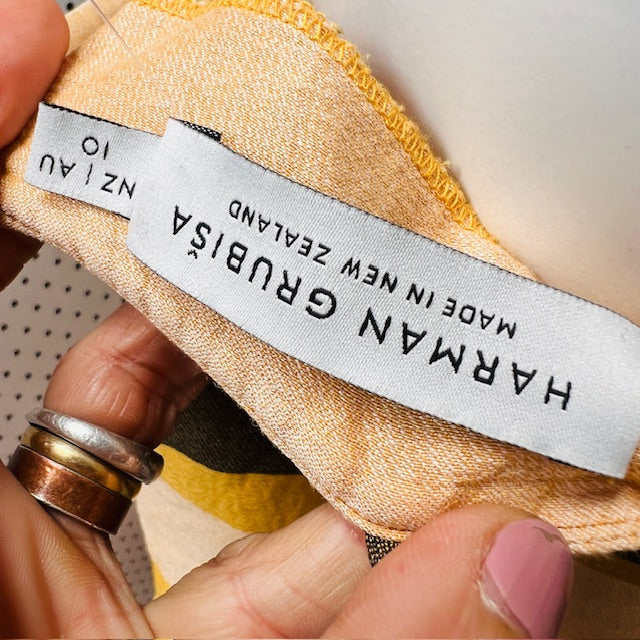 HARMAN GRUBIŠA
MADE IN NEW ZEALAND
NZ | AU
10